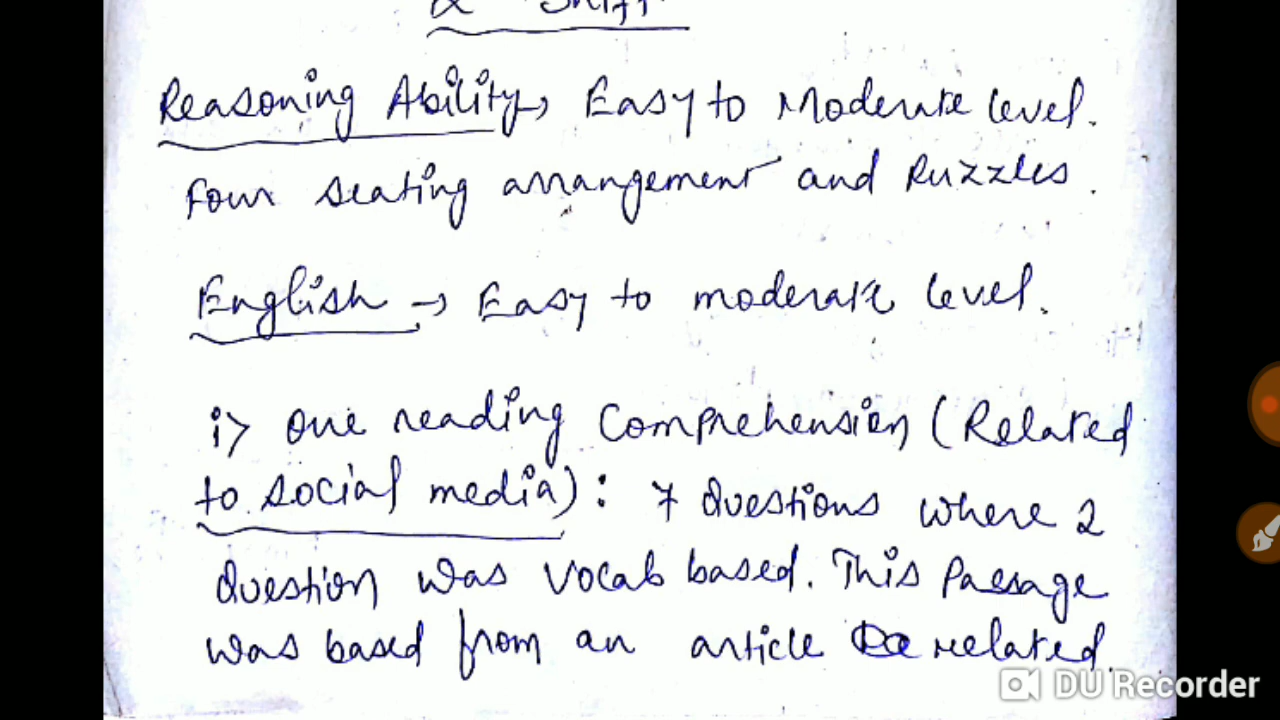 Reasoning Ability, Easy to Moderate level.
Four seating arrangement and Puzzles.
English → Easy to moderate level.
i> One reading Comprehension (Related
to social media): 7 Questions where 2
Question was Vocab based. This Passage
was based from an article related
DU Recorder